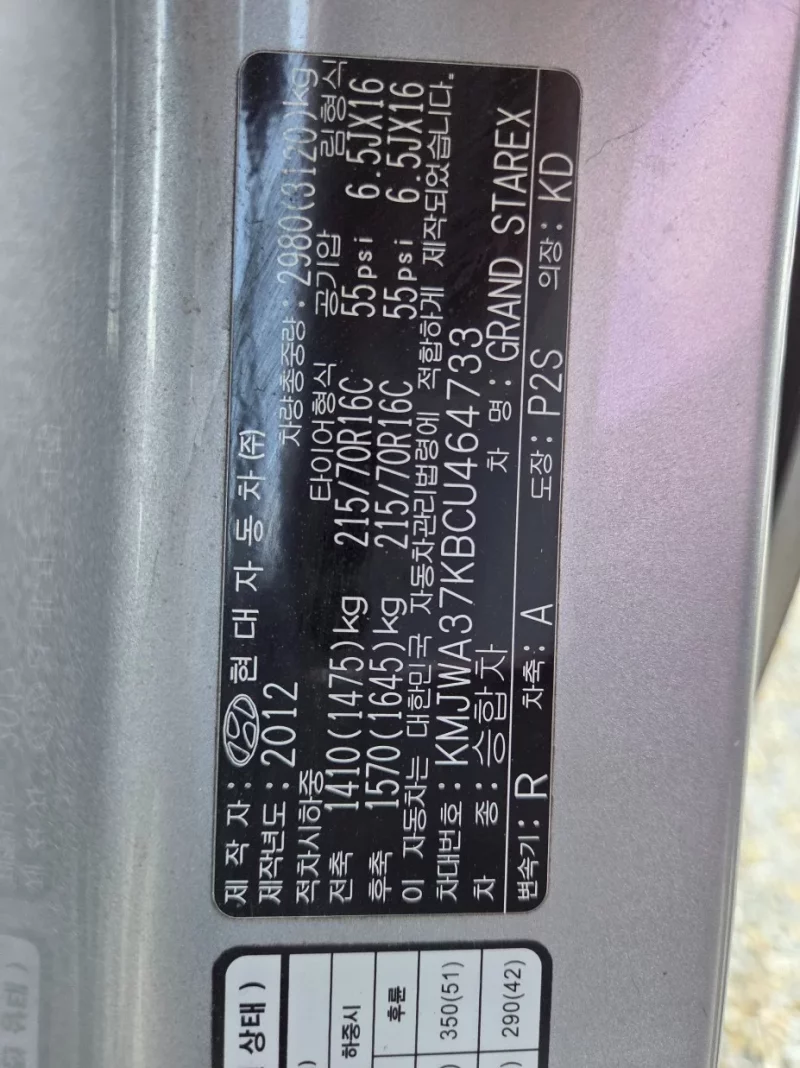 제 작 자 : 현 대 자 동 차 (주)
제작년도 : 2012 차량총중량 : 2980(3120)kg
적차시하중 타이어형식 공기압 림형식
전축 1410(1475)kg 215/70R16C 55psi 6.5JX16
후축 1570(1645)kg 215/70R16C 55psi 6.5JX16
이 자동차는 대한민국 자동차관리법령에 적합하게 제작되었습니다.
차대번호 : KMJWA37KBCU464733
차 종 : 승합차 차 명 : GRAND STAREX
변속기 : R 차축 : A 도장 : P2S 의장 : KD
상태 )
하중시
후륜
350(51)
290(42)